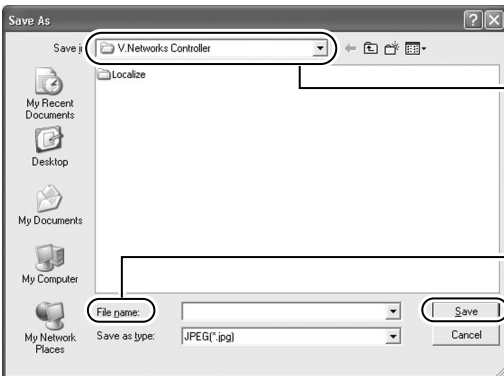 Save As
Save i
V.Networks Controller
Localize
My Recent
Documents
Desktop
My Documents
My Computer
My Network
Places
File name:
Save
Save as type:
JPEG(*.jpg)
Cancel